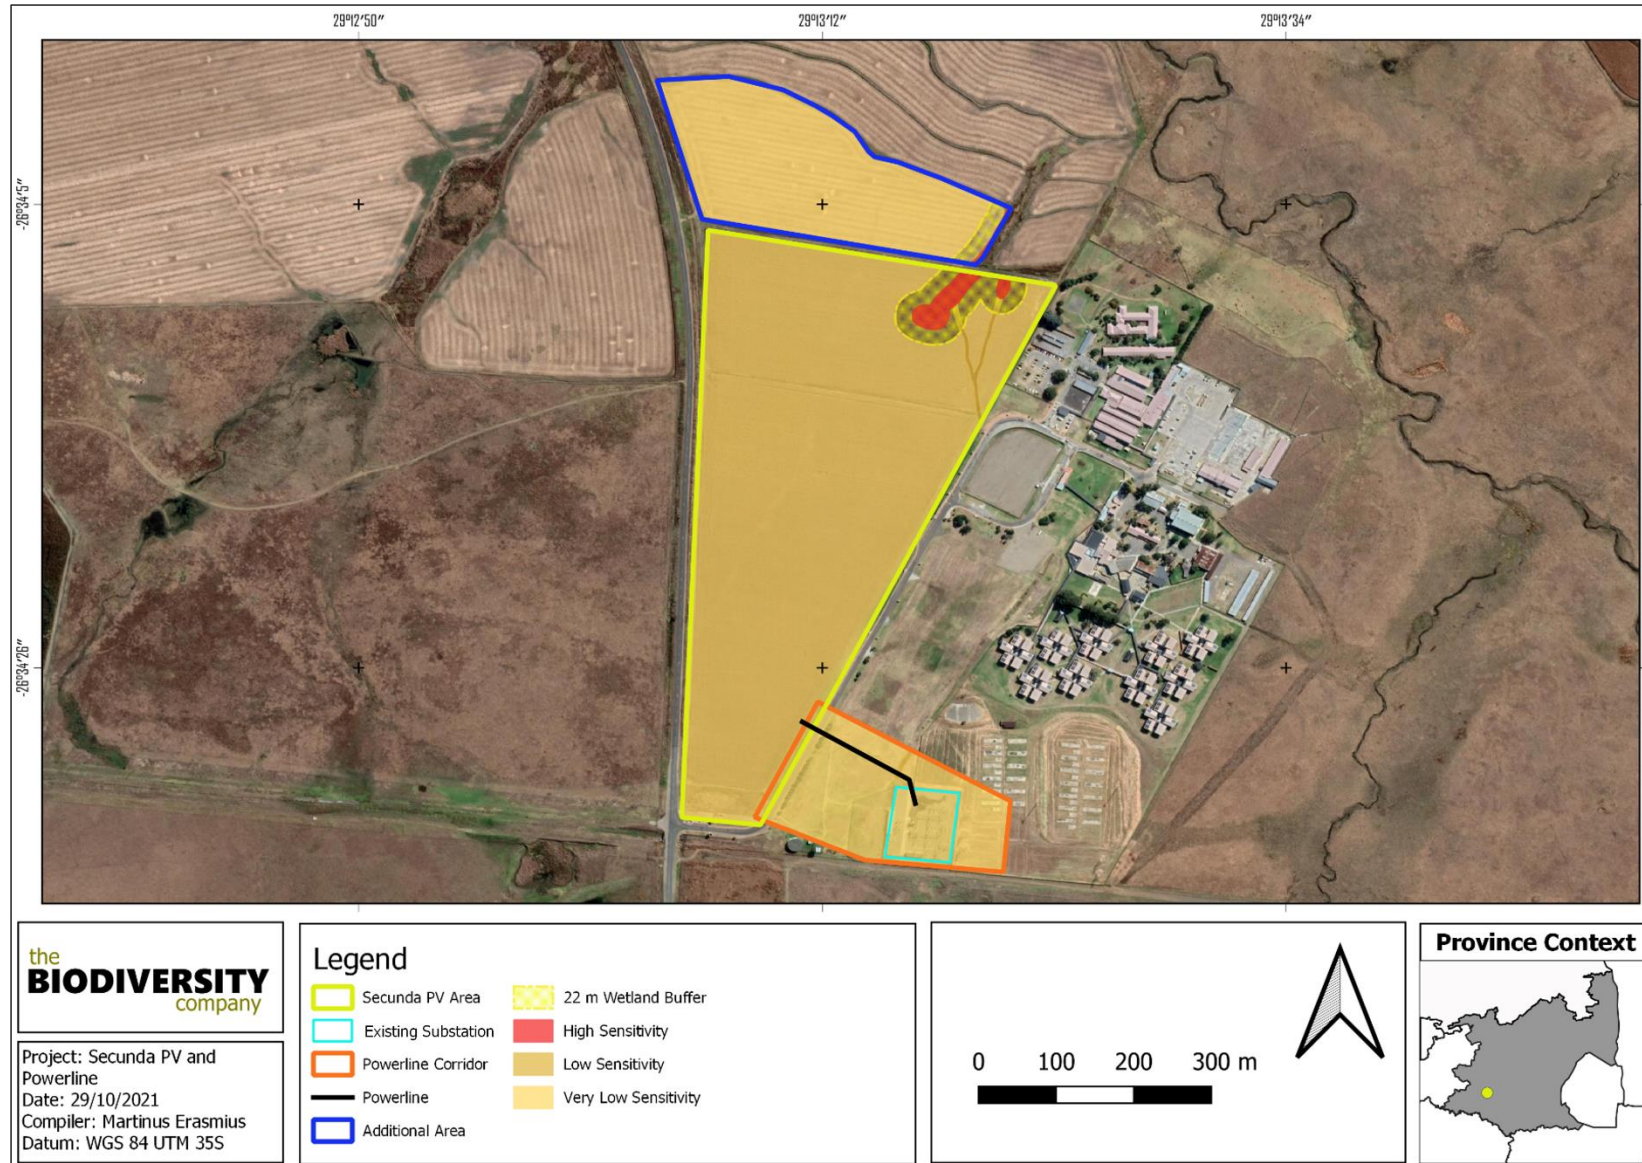 29°12'50" 29°13'12" 29°13'34"
-26°34'5"
-26°34'26"
the
BIODIVERSITY
company
Project: Secunda PV and
Powerline
Date: 29/10/2021
Compiler: Martinus Erasmius
Datum: WGS 84 UTM 35S
Legend
Secunda PV Area
Existing Substation
Powerline Corridor
Powerline
Additional Area
22 m Wetland Buffer
High Sensitivity
Low Sensitivity
Very Low Sensitivity
0 100 200 300 m
Province Context